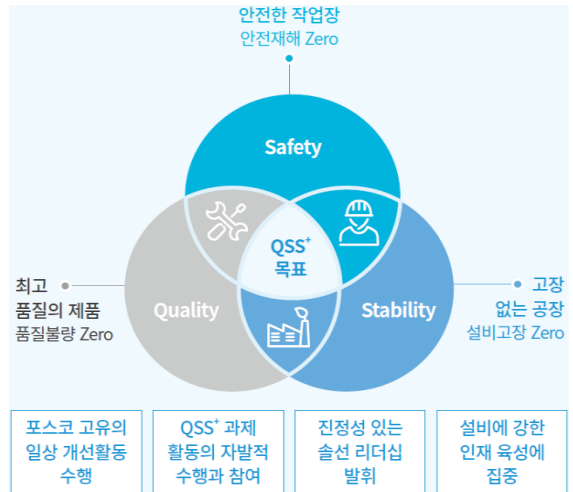 안전한 작업장
안전재해 Zero
Safety
QSS⁺
목표
최고
품질의 제품
품질불량 Zero
Quality
Stability
고장
없는 공장
설비고장 Zero
포스코 고유의
일상 개선활동
수행
QSS⁺ 과제
활동의 자발적
수행과 참여
진정성 있는
솔선 리더십
발휘
설비에 강한
인재 육성에
집중